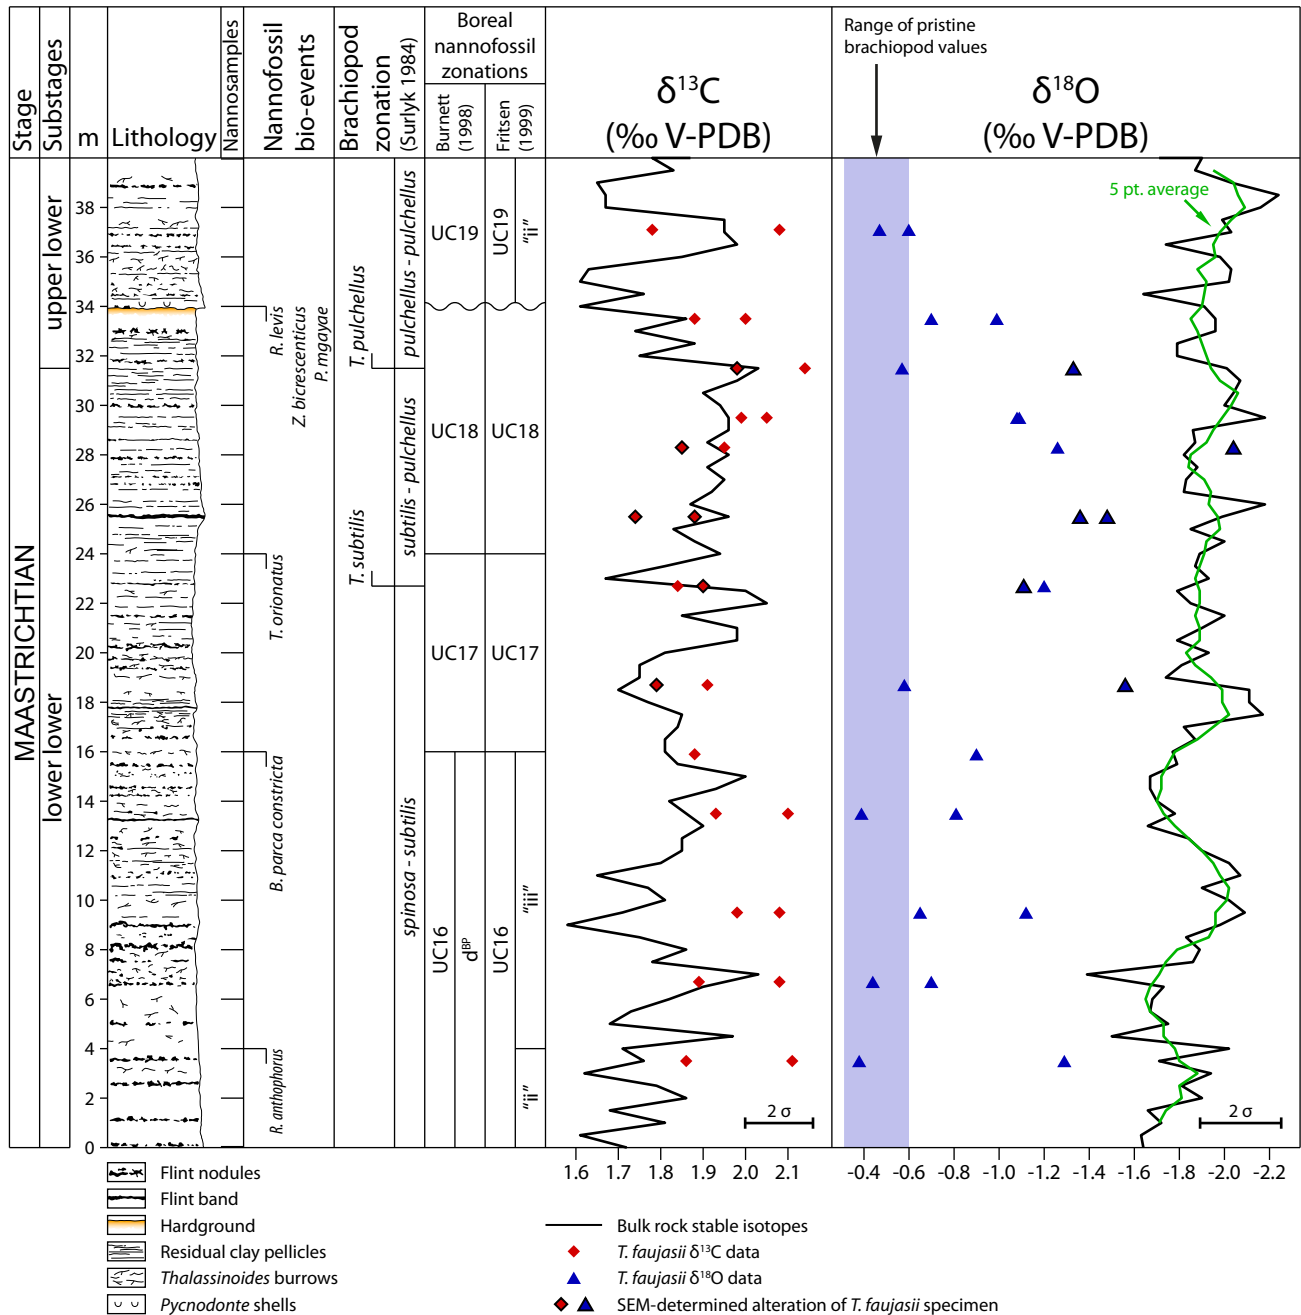 Stage
Substages
m
Lithology
Nannosamples
Nannofossil
bio-events
Brachiopod
zonation
(Surlyk 1984)
Boreal
nannofossil
zonations
Burnett
(1998)
Fritsen
(1999)
δ13C
(‰ V-PDB)
Range of pristine
brachiopod values
δ18O
(‰ V-PDB)
5 pt. average
MAASTRICHTIAN
upper lower
lower lower
38
36
34
32
30
28
26
24
22
20
18
16
14
12
10
8
6
4
2
0
R. levis
Z. bicrescenticus
P. mgayae
T. orionatus
B. parca constricta
R. anthophorus
T. pulchellus
T. subtilis
pulchellus - pulchellus
subtilis - pulchellus
spinosa - subtilis
UC19
UC18
UC17
UC16
dBP
UC19
"ii"
UC18
UC17
UC16
"iii"
"ii"
2 σ
2 σ
1.6 1.7 1.8 1.9 2.0 2.1
-0.4 -0.6 -0.8 -1.0 -1.2 -1.4 -1.6 -1.8 -2.0 -2.2
Flint nodules
Flint band
Hardground
Residual clay pellicles
Thalassinoides burrows
Pycnodonte shells
Bulk rock stable isotopes
T. faujasii δ13C data
T. faujasii δ18O data
SEM-determined alteration of T. faujasii specimen